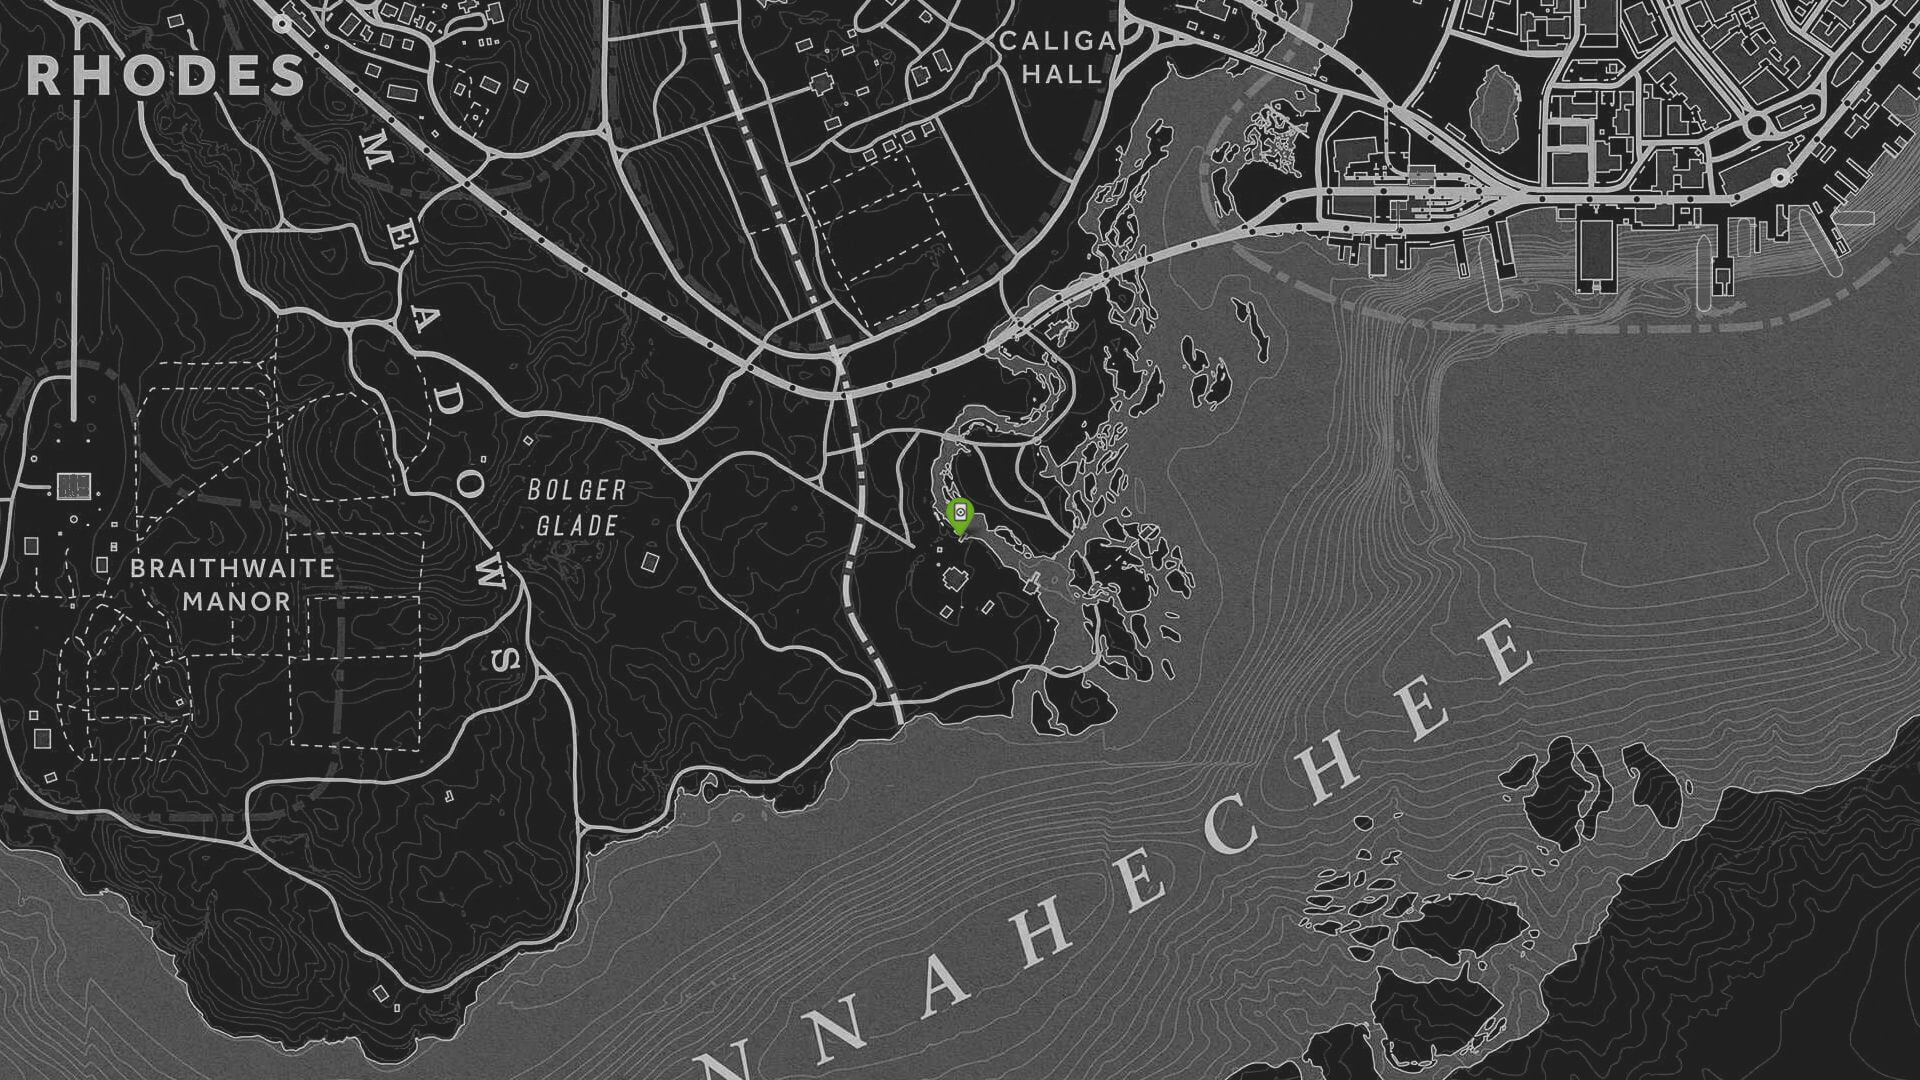 RHODES
CALIGA
HALL
MEADOWS
BOLGER
GLADE
BRAITHWAITE
MANOR
NNAHECHEE